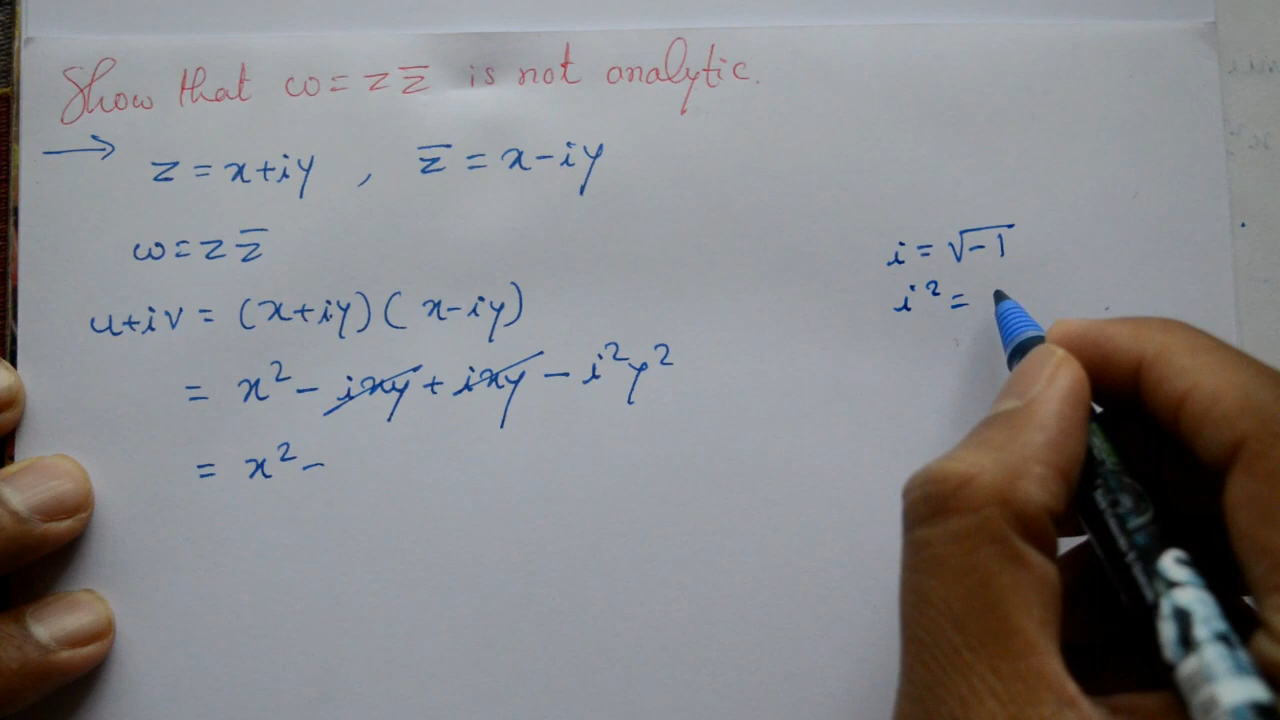 Show that ω = z z̅ is not analytic.
→ z = x+iy , z̅ = x-iy
ω = z z̅
i = √-1
u+iv = (x+iy)(x-iy)
i² =
= x² - ixy + ixy - i²y²
= x² -